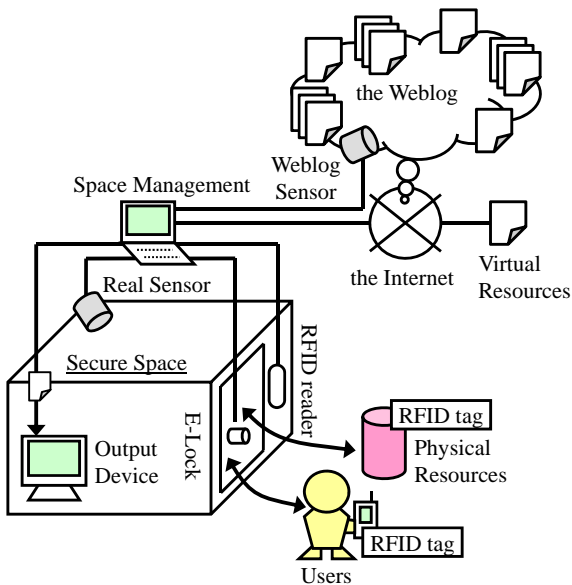 the Weblog
Weblog
Sensor
Space Management
the Internet
Virtual
Resources
Real Sensor
Secure Space
RFID reader
E-Lock
Output
Device
RFID tag
Physical
Resources
RFID tag
Users